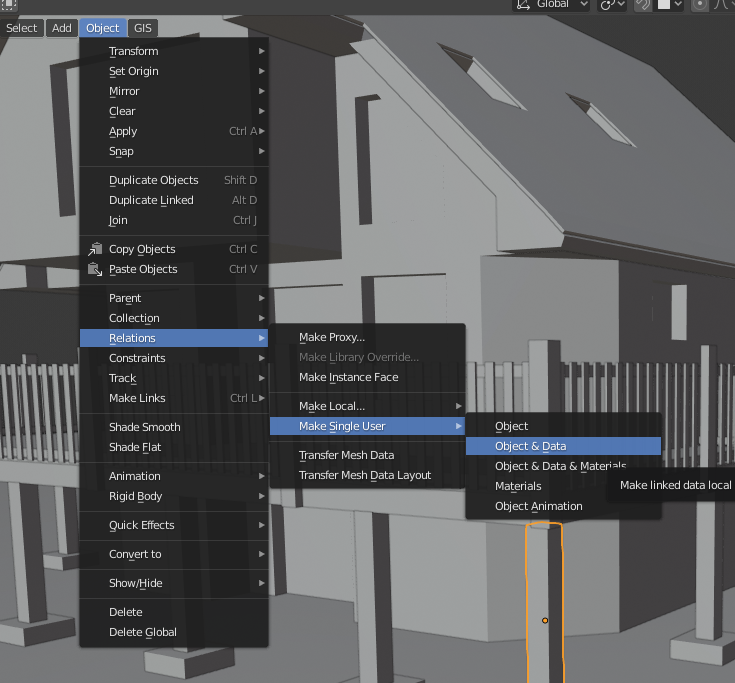 Global
Select Add Object GIS
Transform
Set Origin
Mirror
Clear
Apply Ctrl A
Snap
Duplicate Objects Shift D
Duplicate Linked Alt D
Join Ctrl J
Copy Objects Ctrl C
Paste Objects Ctrl V
Parent
Collection
Relations
Constraints
Track
Make Links Ctrl L
Shade Smooth
Shade Flat
Animation
Rigid Body
Quick Effects
Convert to
Show/Hide
Delete
Delete Global
Make Proxy...
Make Library Override...
Make Instance Face
Make Local...
Make Single User
Transfer Mesh Data
Transfer Mesh Data Layout
Object
Object & Data
Object & Data & Materials
Materials
Object Animation
Make linked data local